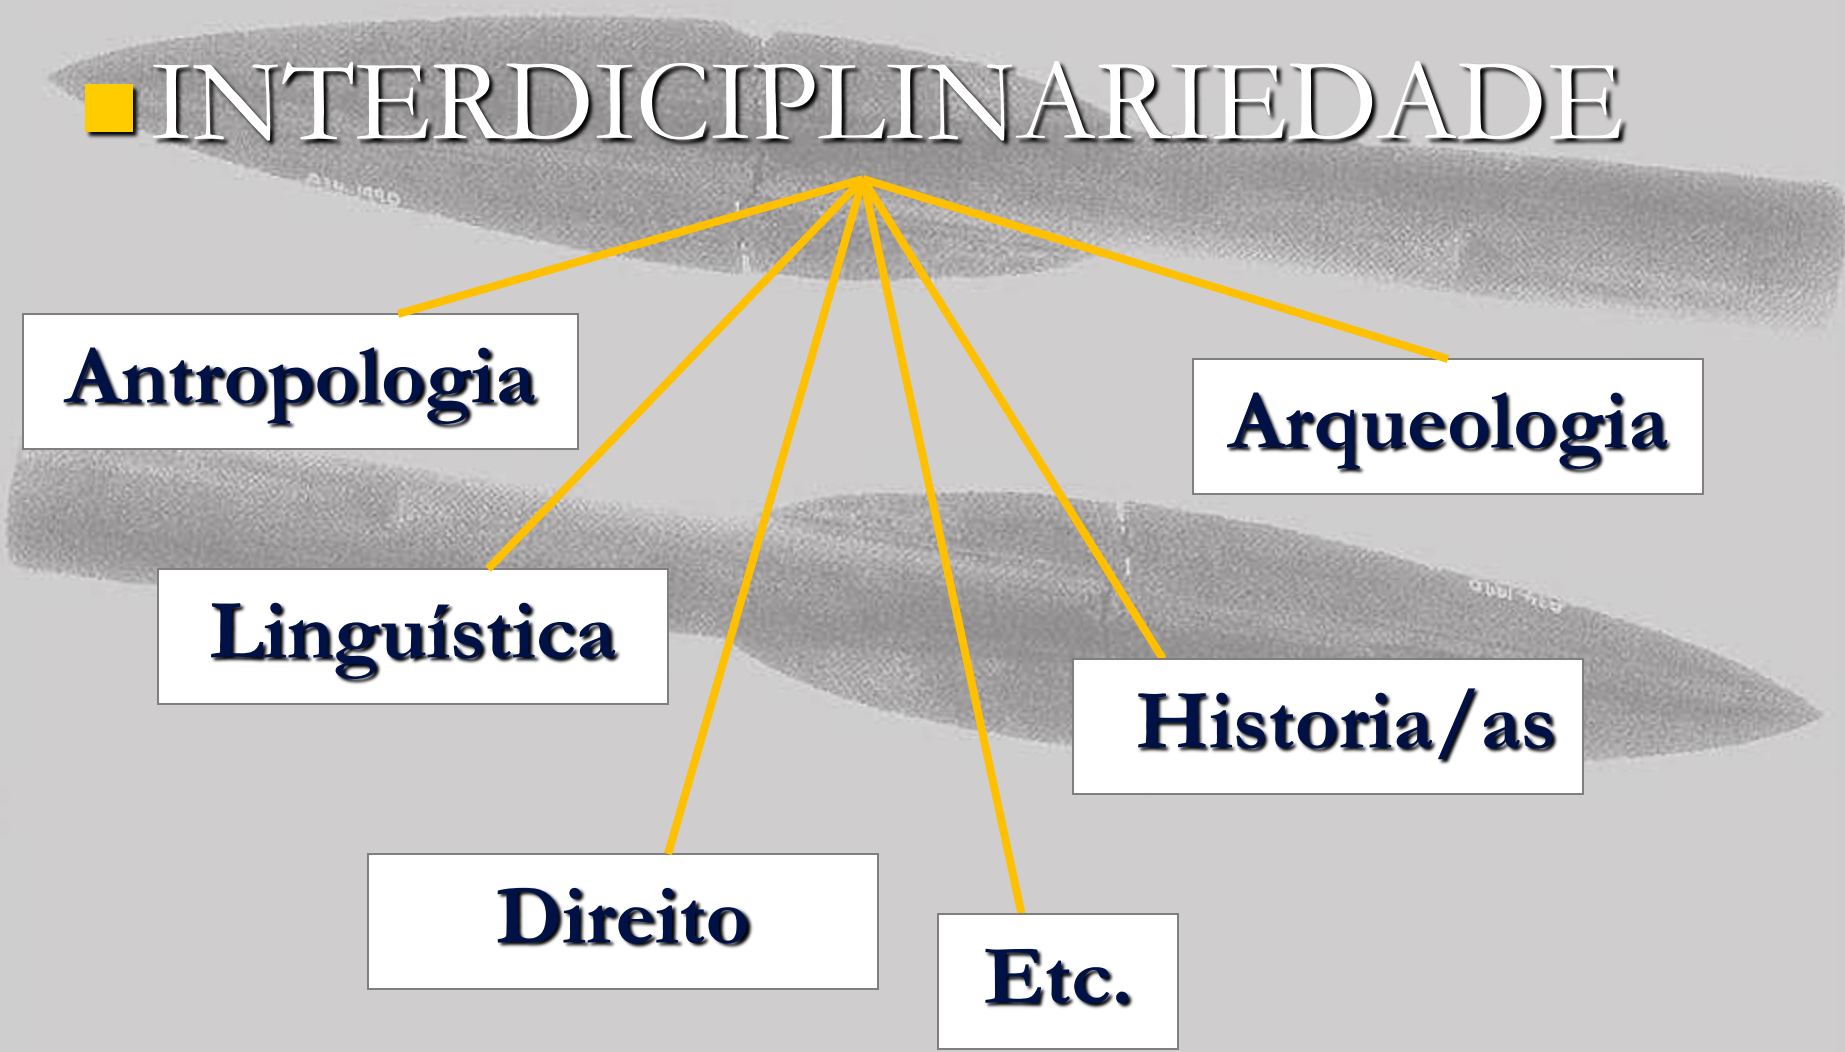 INTERDICIPLINARIEDADE
Antropologia
Arqueologia
Linguística
Historia/as
Direito
Etc.